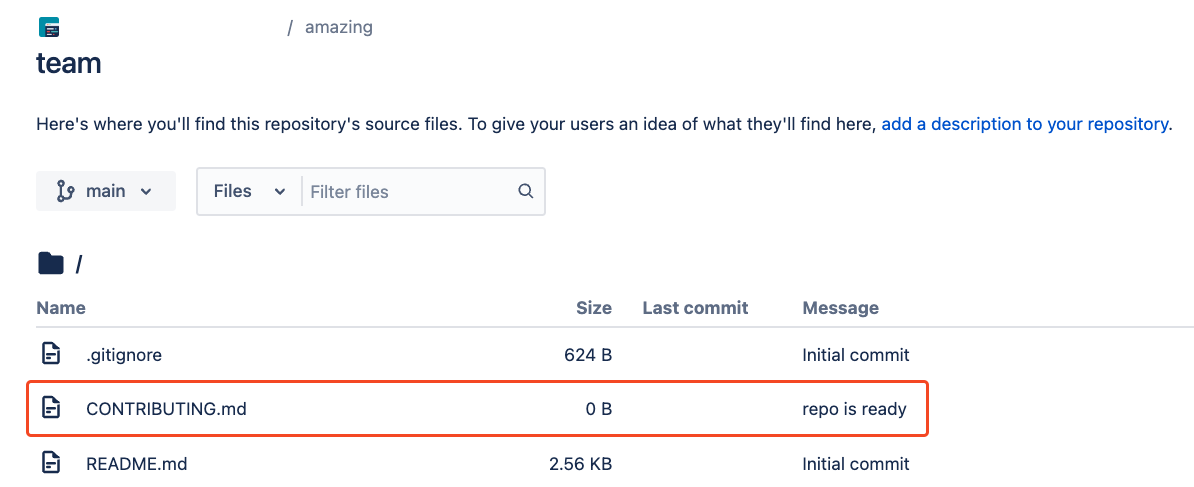 / amazing
team
Here's where you'll find this repository's source files. To give your users an idea of what they'll find here, add a description to your repository.
main Files Filter files
/
Name Size Last commit Message
.gitignore 624 B Initial commit
CONTRIBUTING.md 0 B repo is ready
README.md 2.56 KB Initial commit